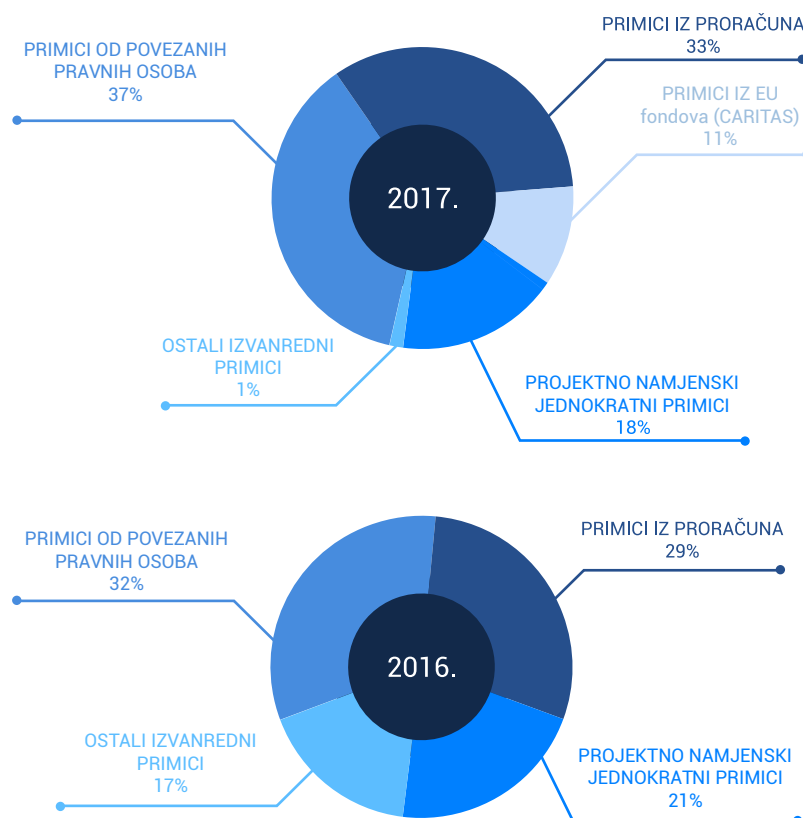 PRIMICI OD POVEZANIH
PRAVNIH OSOBA
37%
PRIMICI IZ PRORAČUNA
33%
PRIMICI IZ EU
fondova (CARITAS)
11%
2017.
OSTALI IZVANREDNI
PRIMICI
1%
PROJEKTNO NAMJENSKI
JEDNOKRATNI PRIMICI
18%
PRIMICI OD POVEZANIH
PRAVNIH OSOBA
32%
PRIMICI IZ PRORAČUNA
29%
2016.
OSTALI IZVANREDNI
PRIMICI
17%
PROJEKTNO NAMJENSKI
JEDNOKRATNI PRIMICI
21%